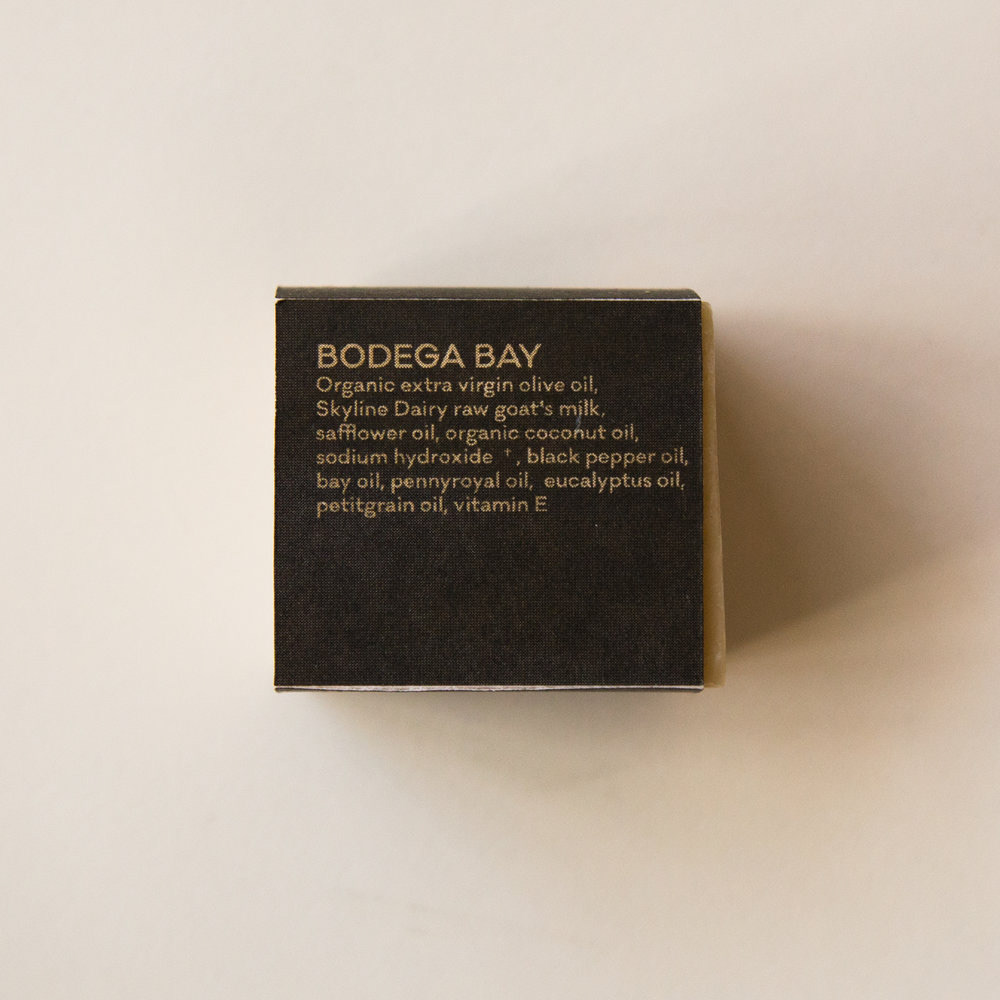 BODEGA BAY
Organic extra virgin olive oil,
Skyline Dairy raw goat's milk,
safflower oil, organic coconut oil,
sodium hydroxide ⁺, black pepper oil,
bay oil, pennyroyal oil, eucalyptus oil,
petitgrain oil, vitamin E